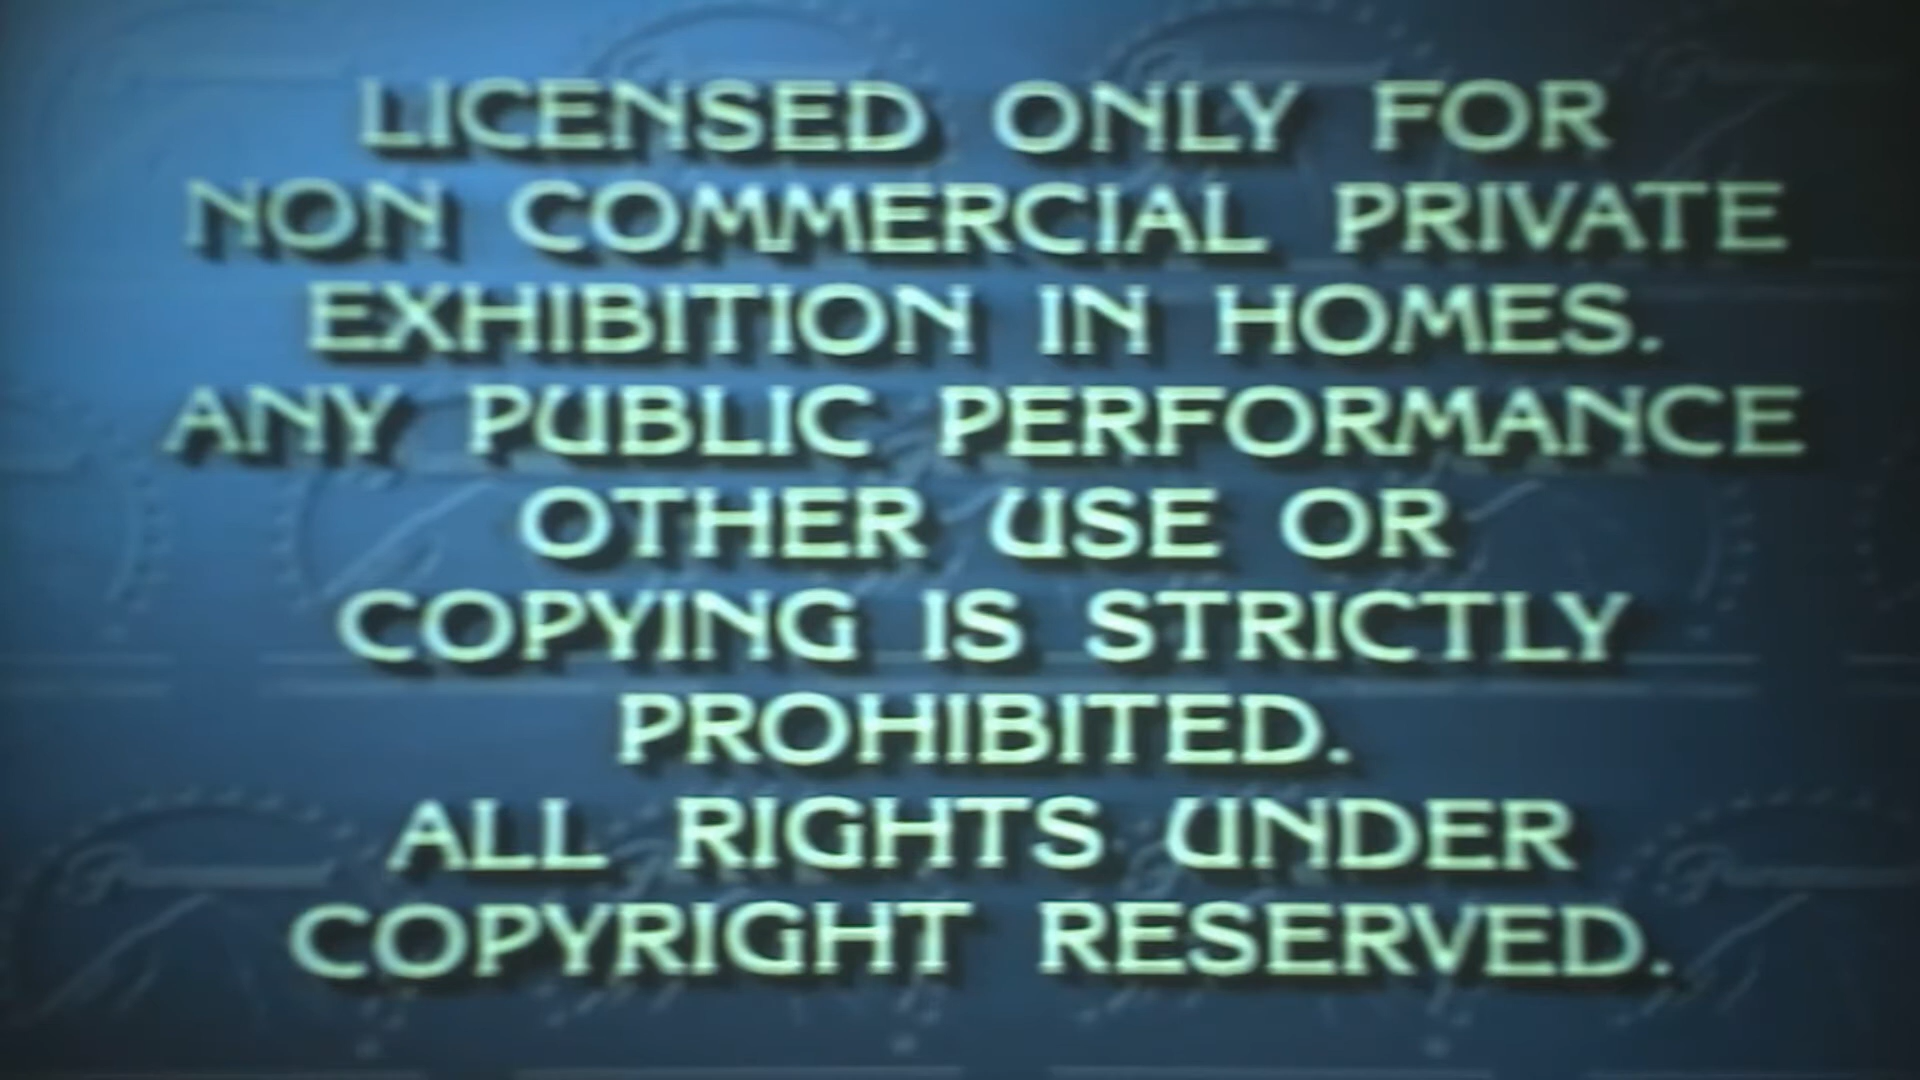 LICENSED ONLY FOR
NON COMMERCIAL PRIVATE
EXHIBITION IN HOMES.
ANY PUBLIC PERFORMANCE
OTHER USE OR
COPYING IS STRICTLY
PROHIBITED.
ALL RIGHTS UNDER
COPYRIGHT RESERVED.